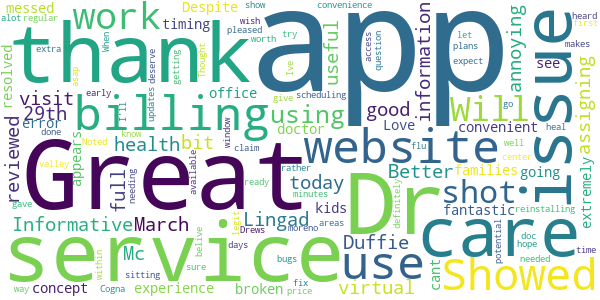 alot regular
messed
Despite
show
convenience
thank
app
issue
work
timing
wish
pleased
worth
try
let
heard
first
makes
annoying
resolved
When
Thought
deserve
Ive
access
question
plans
expect
visit
updates
getting
useful
information
see
asap
billing
using
give
scheduling
extra
early
office
Will
good
go
assigning
29th
error
done
know
I'll
doctor
Love
convenient
heal
reviewed
appears
needing
health
bit
valley
Noted
available
window
claim
flu
well
center
website
Great
Dr
shot
Better
families
going
extremely
full
today
rather
ready
minutes
kids
definitely
fantastic
reinstalling
Informative
March
gave
Lingad
legit
Drews
moreno
areas
cant
doc
hope
needed
potential
care
service
Mc
use
Duffie
concept
sitting
days
bugs
within
virtual
time
way
Cogna
experience
belive
sure
broken
fix
price
Showed